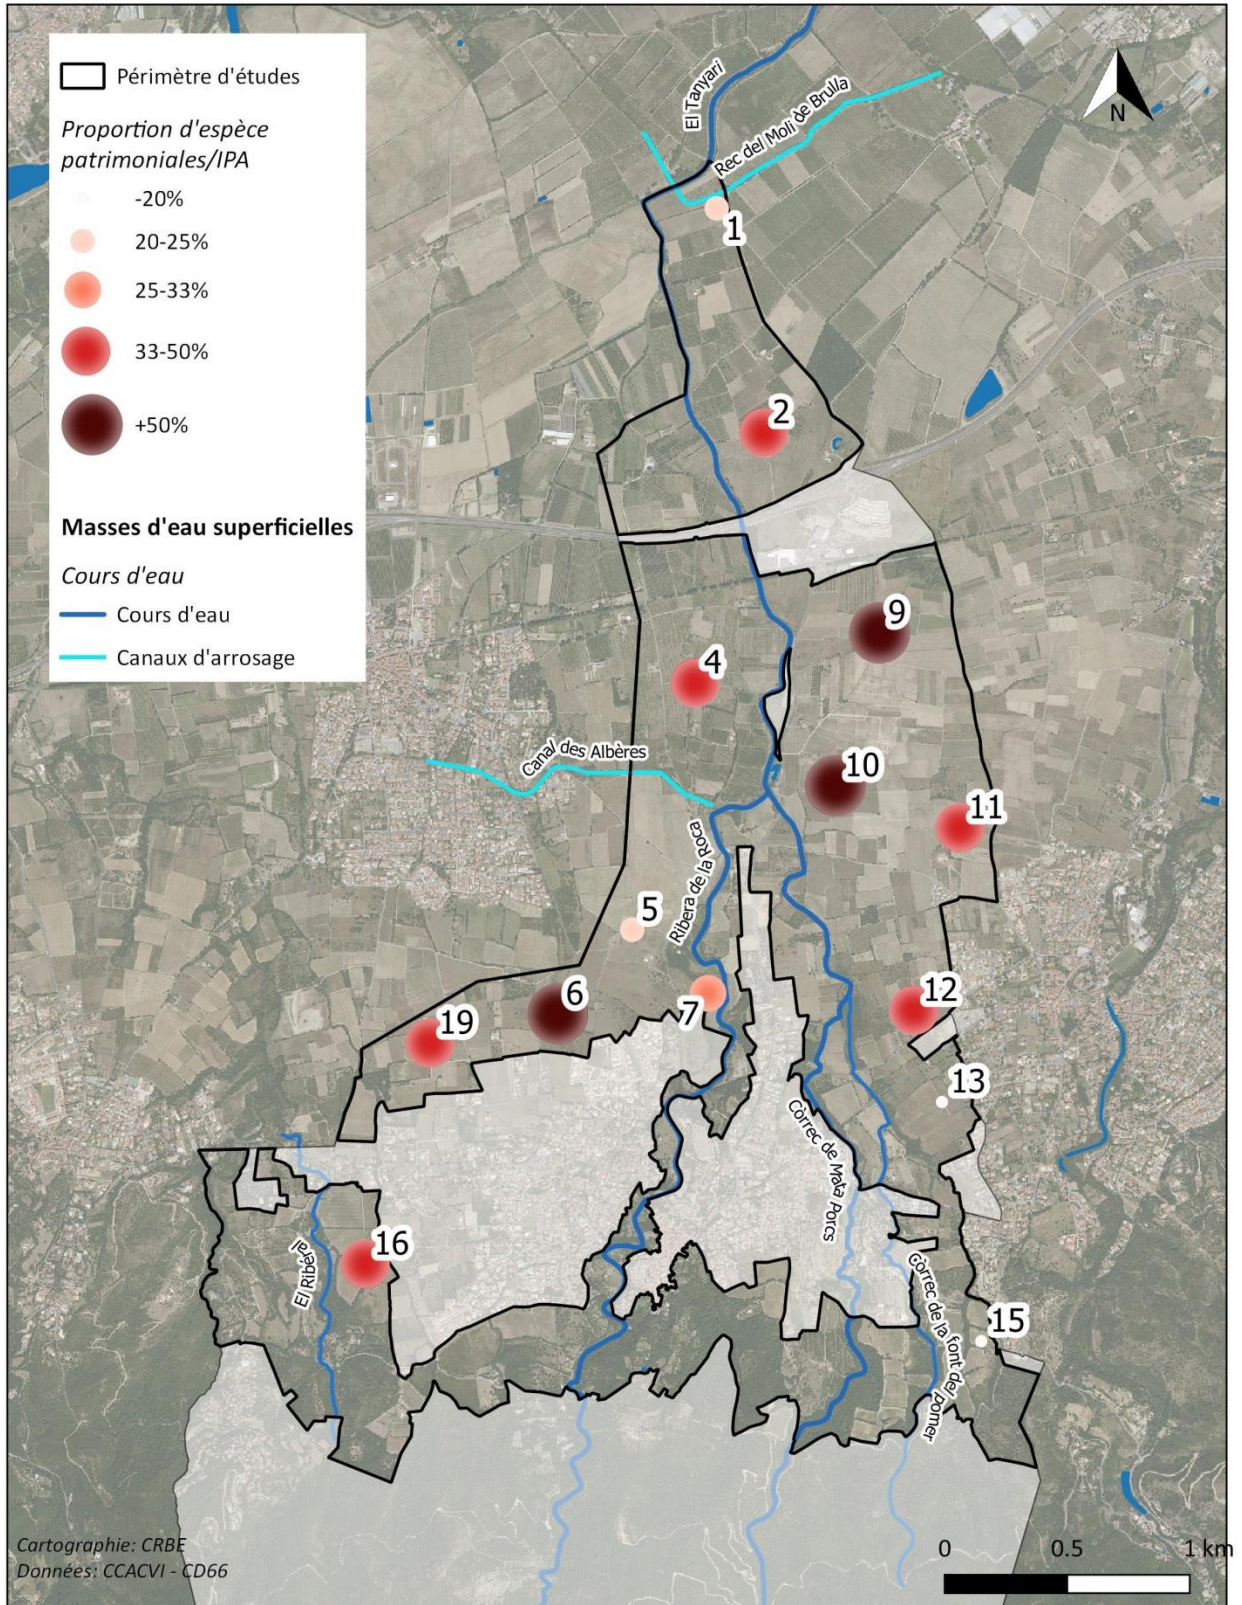 Périmètre d'études
Proportion d'espèce
patrimoniales/IPA
-20%
20-25%
25-33%
33-50%
+50%
Masses d'eau superficielles
Cours d'eau
Cours d'eau
Canaux d'arrosage
N
El Tanyari
Rec del Moli de Brulla
1
2
9
4
Canal des Albères
10
11
Ribera de la Roca
5
6
7
12
19
13
Còrrec de Mata Porcs
16
El Ribéral
còrrec de la font del pomer
15
Cartographie: CRBE
Données: CCACVI - CD66
0 0.5 1 km